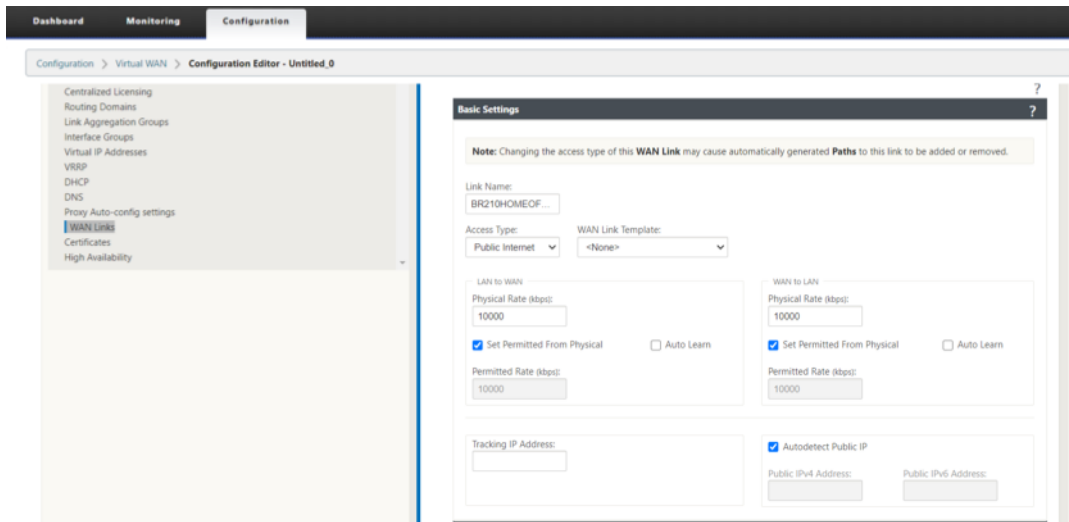 Dashboard Monitoring Configuration
Configuration > Virtual WAN > Configuration Editor - Untitled_0
Centralized Licensing
Routing Domains
Link Aggregation Groups
Interface Groups
Virtual IP Addresses
VRRP
DHCP
DNS
Proxy Auto-config settings
WAN Links
Certificates
High Availability
?
Basic Settings ?
Note: Changing the access type of this WAN Link may cause automatically generated Paths to this link to be added or removed.
Link Name:
BR210HOMEOF...
Access Type: WAN Link Template:
Public Internet <None>
LAN to WAN
Physical Rate (kbps):
10000
Set Permitted From Physical Auto Learn
Permitted Rate (kbps):
10000
WAN to LAN
Physical Rate (kbps):
10000
Set Permitted From Physical Auto Learn
Permitted Rate (kbps):
10000
Tracking IP Address:
Autodetect Public IP
Public IPv4 Address: Public IPv6 Address: